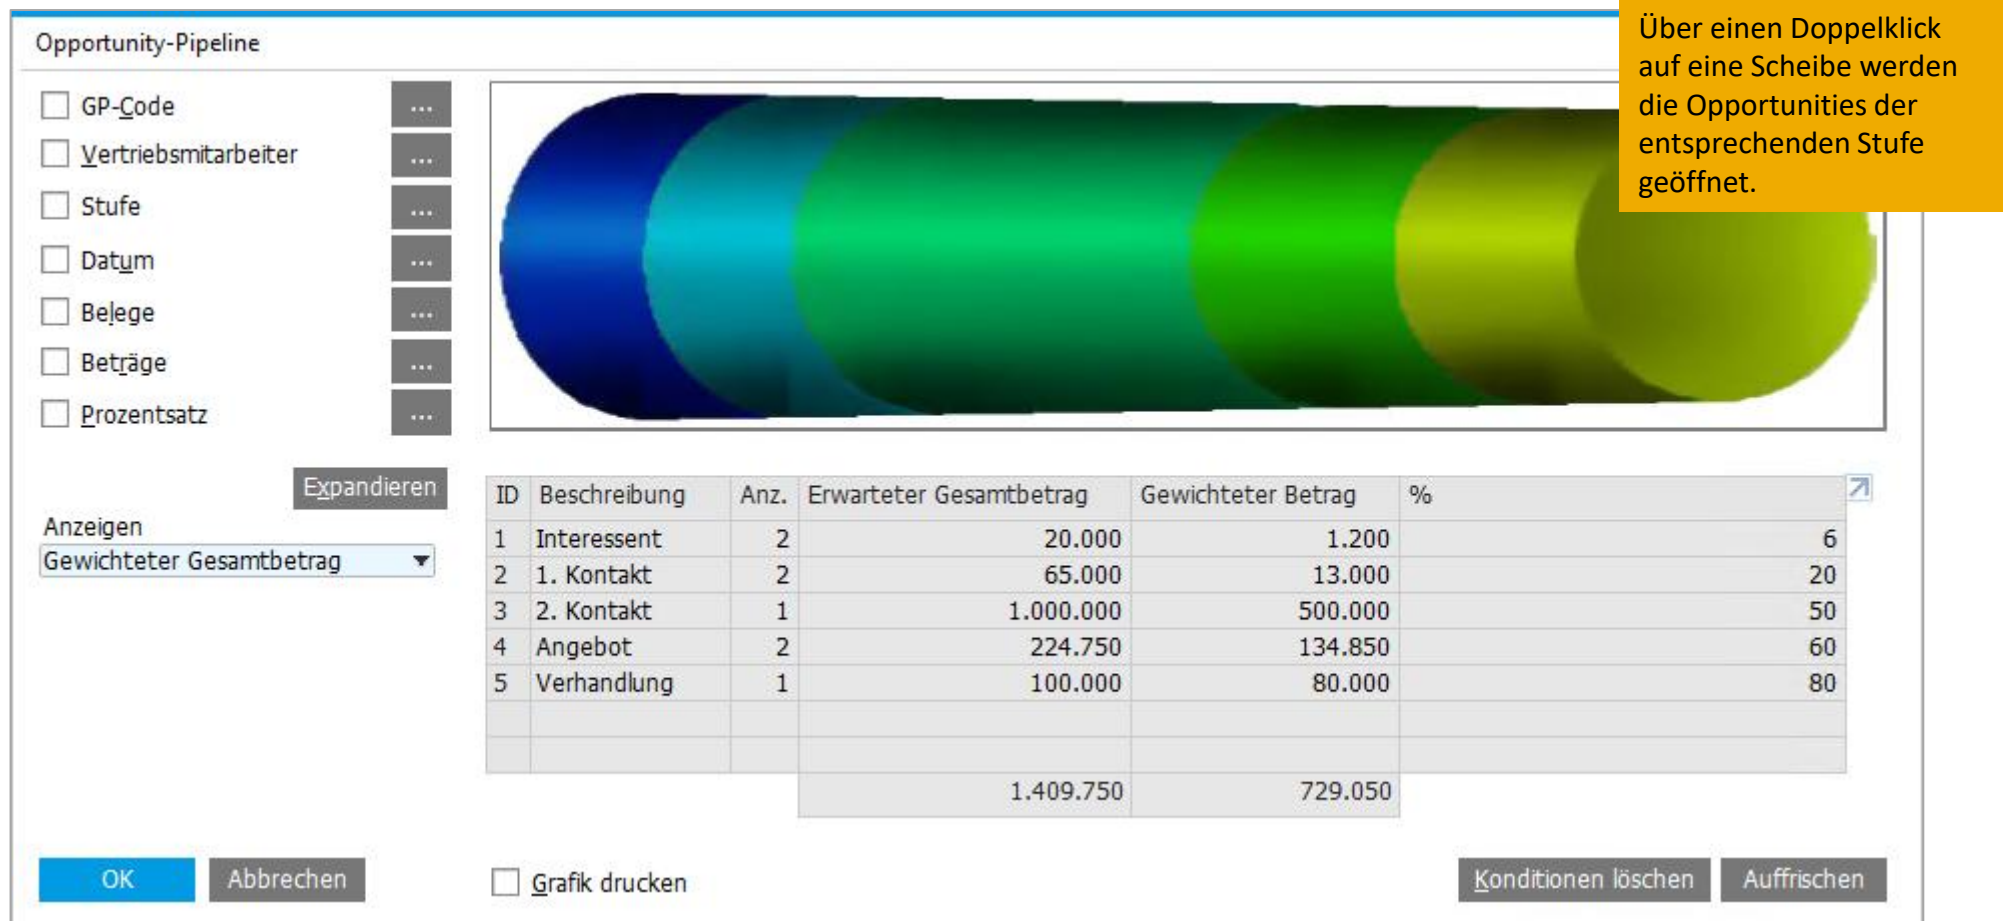 Opportunity-Pipeline
Über einen Doppelklick
auf eine Scheibe werden
die Opportunities der
entsprechenden Stufe
geöffnet.
GP-Code ...
Vertriebsmitarbeiter ...
Stufe ...
Datum ...
Belege ...
Beträge ...
Prozentsatz ...
Expandieren
Anzeigen
Gewichteter Gesamtbetrag
ID Beschreibung Anz. Erwarteter Gesamtbetrag Gewichteter Betrag %
1 Interessent 2 20.000 1.200 6
2 1. Kontakt 2 65.000 13.000 20
3 2. Kontakt 1 1.000.000 500.000 50
4 Angebot 2 224.750 134.850 60
5 Verhandlung 1 100.000 80.000 80
1.409.750 729.050
OK Abbrechen Grafik drucken Konditionen löschen Auffrischen